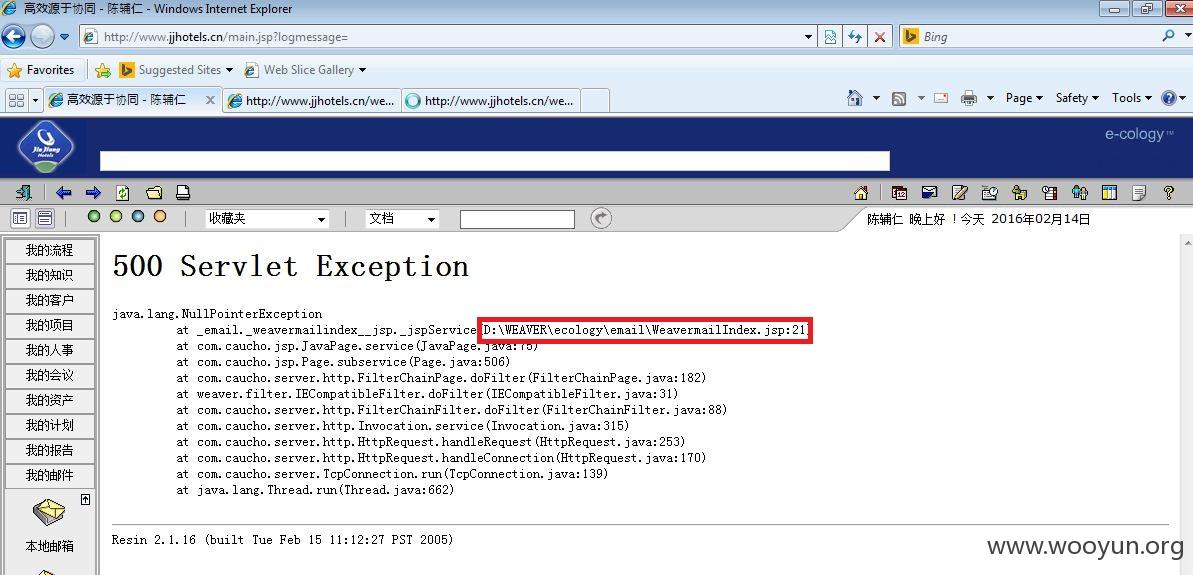 高效源于协同 - 陈辅仁 - Windows Internet Explorer
http://www.jjhotels.cn/main.jsp?logmessage=
Bing
Favorites
Suggested Sites
Web Slice Gallery
高效源于协同 - 陈辅仁
http://www.jjhotels.cn/we...
http://www.jjhotels.cn/we...
Page
Safety
Tools
Jin Jiang
Hotels
e-cology™
收藏夹
文档
陈辅仁 晚上好 ！今天 2016年02月14日
我的流程
我的知识
我的客户
我的项目
我的人事
我的会议
我的资产
我的计划
我的报告
我的邮件
本地邮箱
500 Servlet Exception
java.lang.NullPointerException
at _email._weavermailindex__jsp._jspService(D:\WEAVER\ecology\email\WeavermailIndex.jsp:21)
at com.caucho.jsp.JavaPage.service(JavaPage.java:75)
at com.caucho.jsp.Page.subservice(Page.java:506)
at com.caucho.server.http.FilterChainPage.doFilter(FilterChainPage.java:182)
at weaver.filter.IECompatibleFilter.doFilter(IECompatibleFilter.java:31)
at com.caucho.server.http.FilterChainFilter.doFilter(FilterChainFilter.java:88)
at com.caucho.server.http.Invocation.service(Invocation.java:315)
at com.caucho.server.http.HttpRequest.handleRequest(HttpRequest.java:253)
at com.caucho.server.http.HttpRequest.handleConnection(HttpRequest.java:170)
at com.caucho.server.TcpConnection.run(TcpConnection.java:139)
at java.lang.Thread.run(Thread.java:662)
Resin 2.1.16 (built Tue Feb 15 11:12:27 PST 2005)
www.wooyun.org